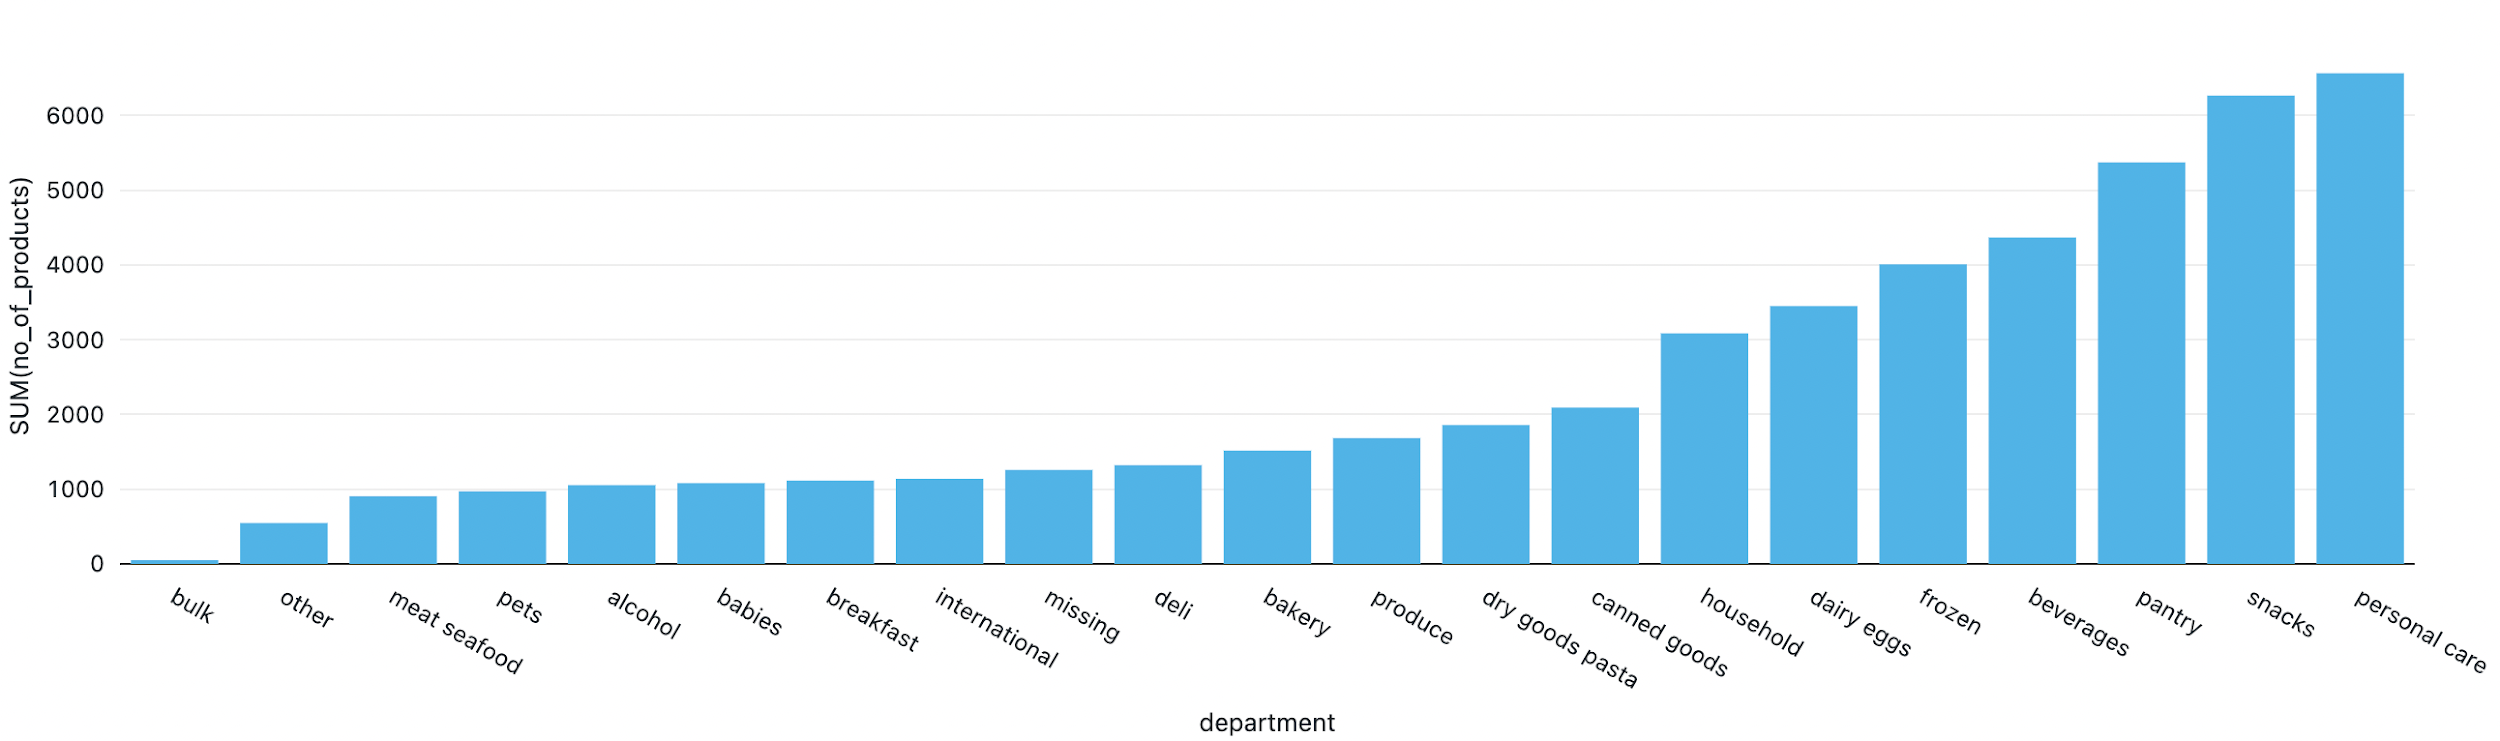 SUM(no_of_products)
6000
5000
4000
3000
2000
1000
0
bulk
other
meat seafood
pets
alcohol
babies
breakfast
international
missing
deli
bakery
produce
dry goods pasta
canned goods
household
dairy eggs
frozen
beverages
pantry
snacks
personal care
department